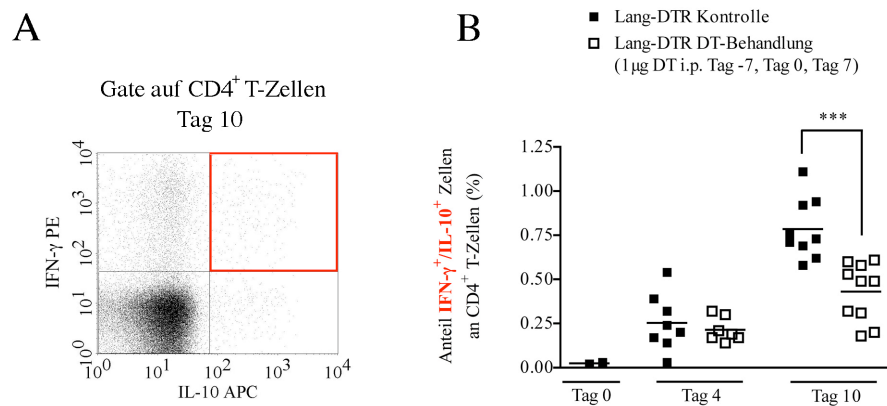 A
Gate auf CD4+ T-Zellen
Tag 10
IFN-γ PE
10^4
10^3
10^2
10^1
10^0
10^0 10^1 10^2 10^3 10^4
IL-10 APC
B
Lang-DTR Kontrolle
Lang-DTR DT-Behandlung
(1μg DT i.p. Tag -7, Tag 0, Tag 7)
***
Anteil IFN-γ+/IL-10+ Zellen
an CD4+ T-Zellen (%)
1.25
1.00
0.75
0.50
0.25
0.00
Tag 0 Tag 4 Tag 10